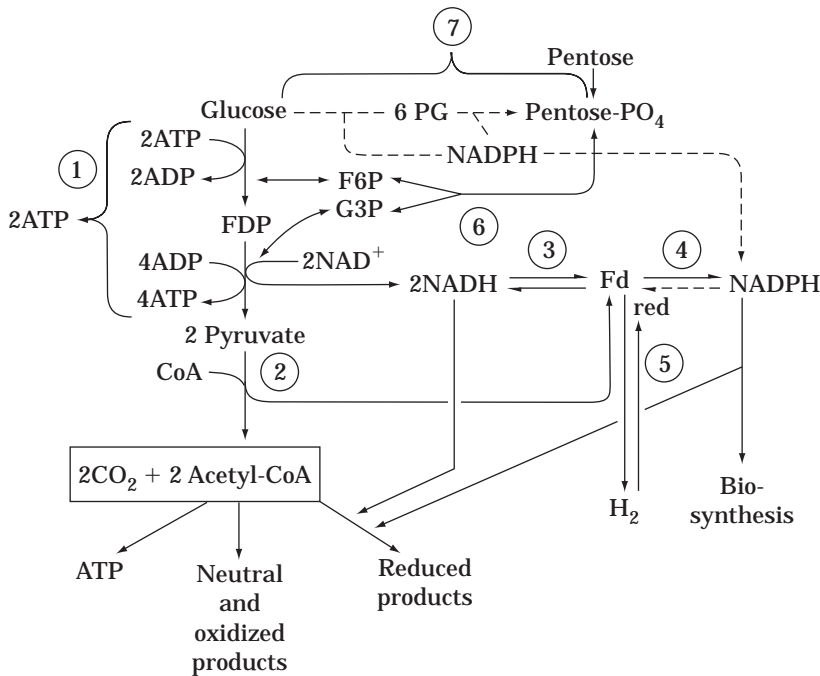 7
Pentose
Glucose
6 PG
Pentose-PO4
2ATP
NADPH
1
2ADP
F6P
2ATP
G3P
6
FDP
2NAD+
3
4
4ADP
2NADH
Fd
NADPH
4ATP
red
2 Pyruvate
5
CoA
2
2CO2 + 2 Acetyl-CoA
H2
Bio-
synthesis
ATP
Neutral
and
oxidized
products
Reduced
products